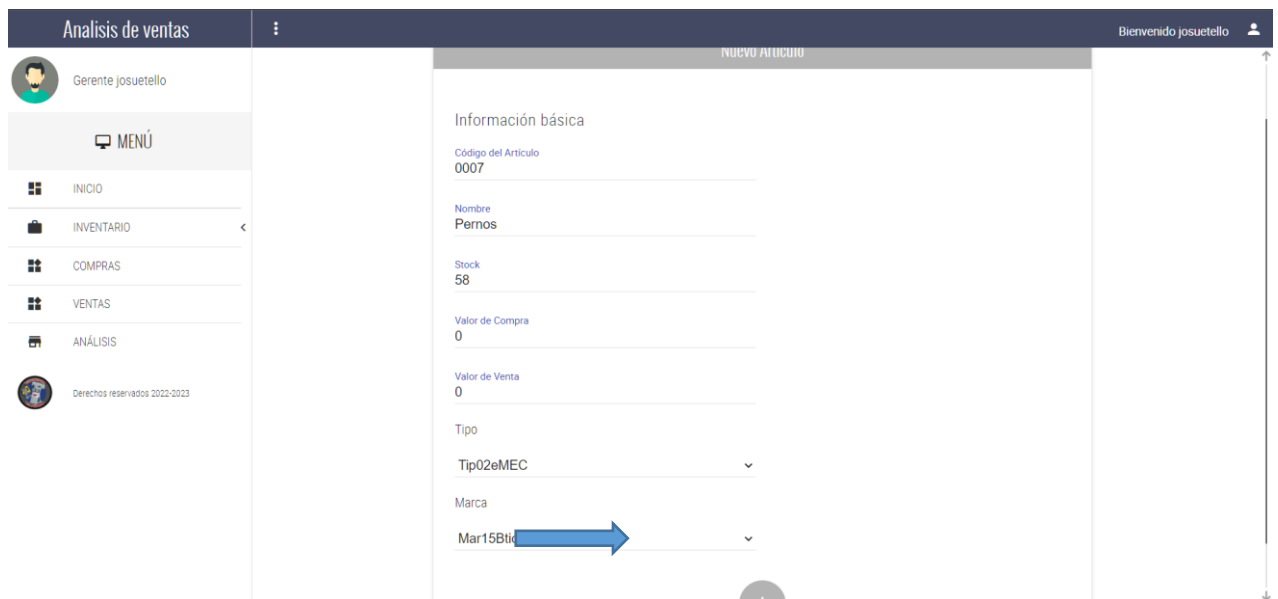 Analisis de ventas
Bienvenido josuetello
Gerente josuetello
MENÚ
INICIO
INVENTARIO
COMPRAS
VENTAS
ANÁLISIS
Derechos reservados 2022-2023
Nuevo Artículo
Información básica
Código del Artículo
0007
Nombre
Pernos
Stock
58
Valor de Compra
0
Valor de Venta
0
Tipo
Tip02eMEC
Marca